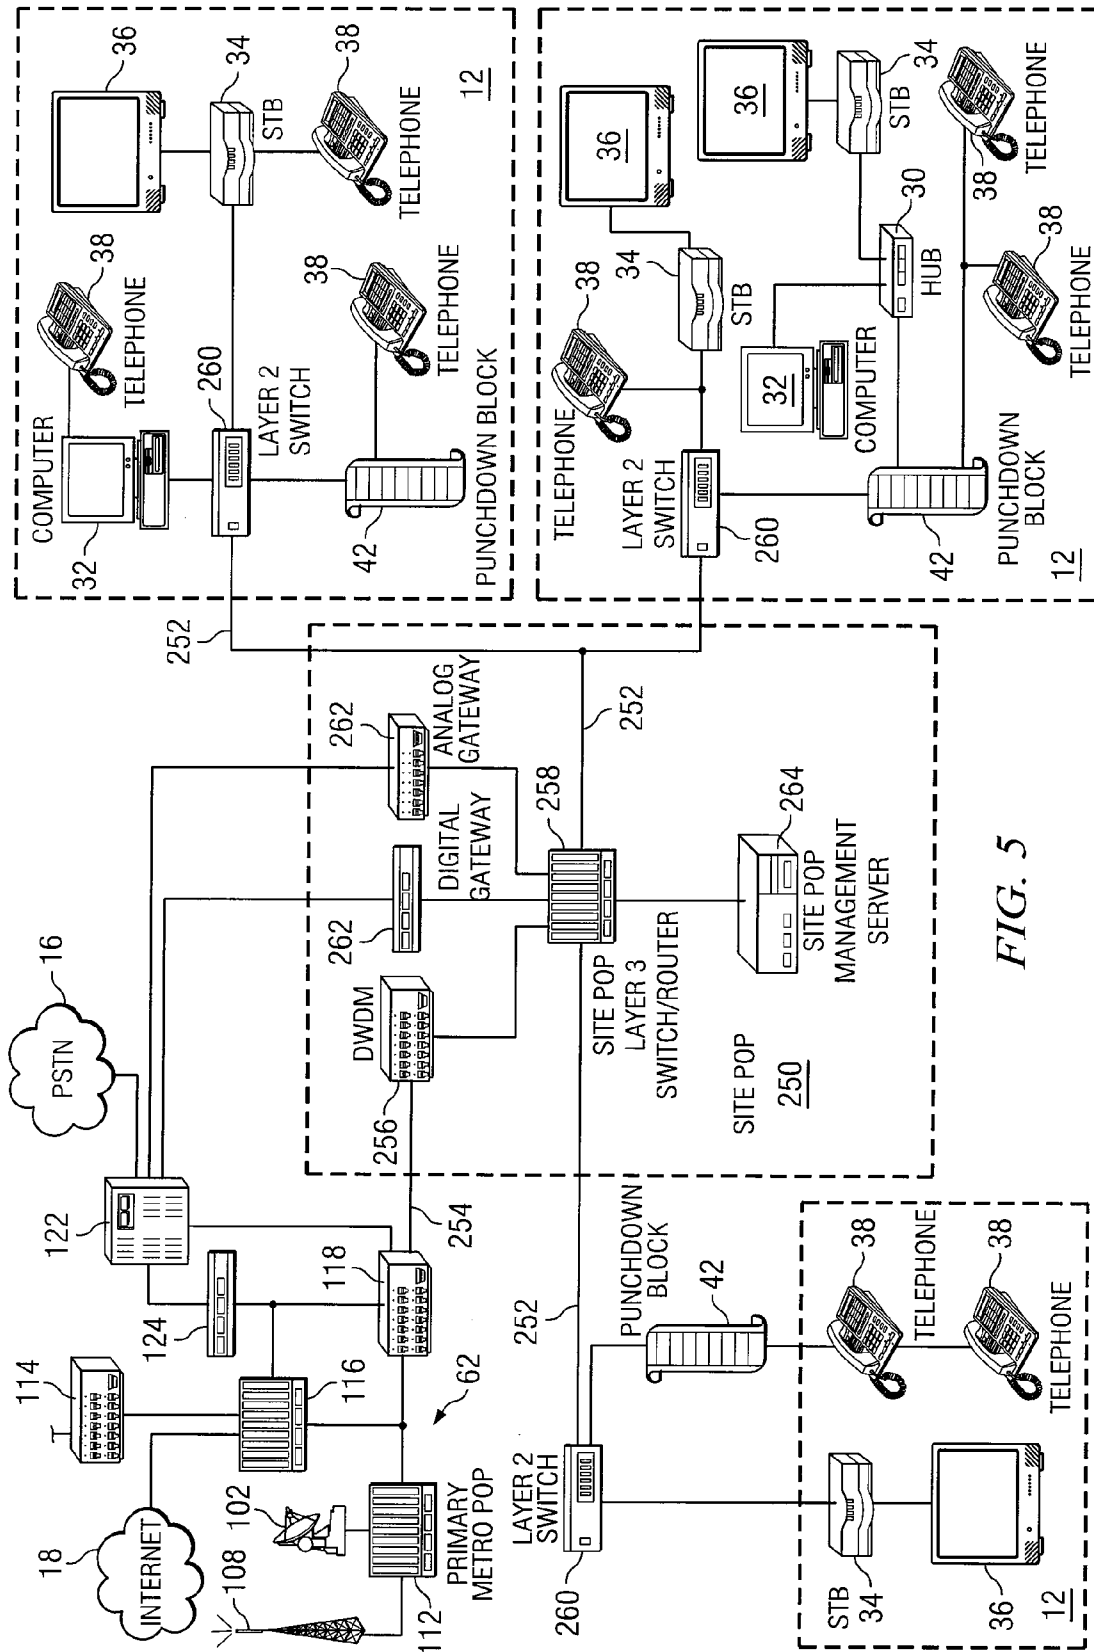 108
18
INTERNET
102
112
PRIMARY
METRO POP
114
116
62
124
122
118
PSTN
16
254
256
DWDM
262
DIGITAL
GATEWAY
262
ANALOG
GATEWAY
258
SITE POP
LAYER 3
SWITCH/ROUTER
264
SITE POP
MANAGEMENT
SERVER
SITE POP
250
252
252
252
LAYER 2
SWITCH
260
PUNCHDOWN
BLOCK
42
38
TELEPHONE
38
TELEPHONE
STB
34
36
12
COMPUTER
32
38
TELEPHONE
260
LAYER 2
SWITCH
42
PUNCHDOWN BLOCK
38
TELEPHONE
36
34
STB
38
TELEPHONE
12
TELEPHONE
38
LAYER 2
SWITCH
260
34
STB
36
36
34
STB
32
COMPUTER
30
HUB
42
PUNCHDOWN
BLOCK
38
TELEPHONE
38
TELEPHONE
12
FIG. 5